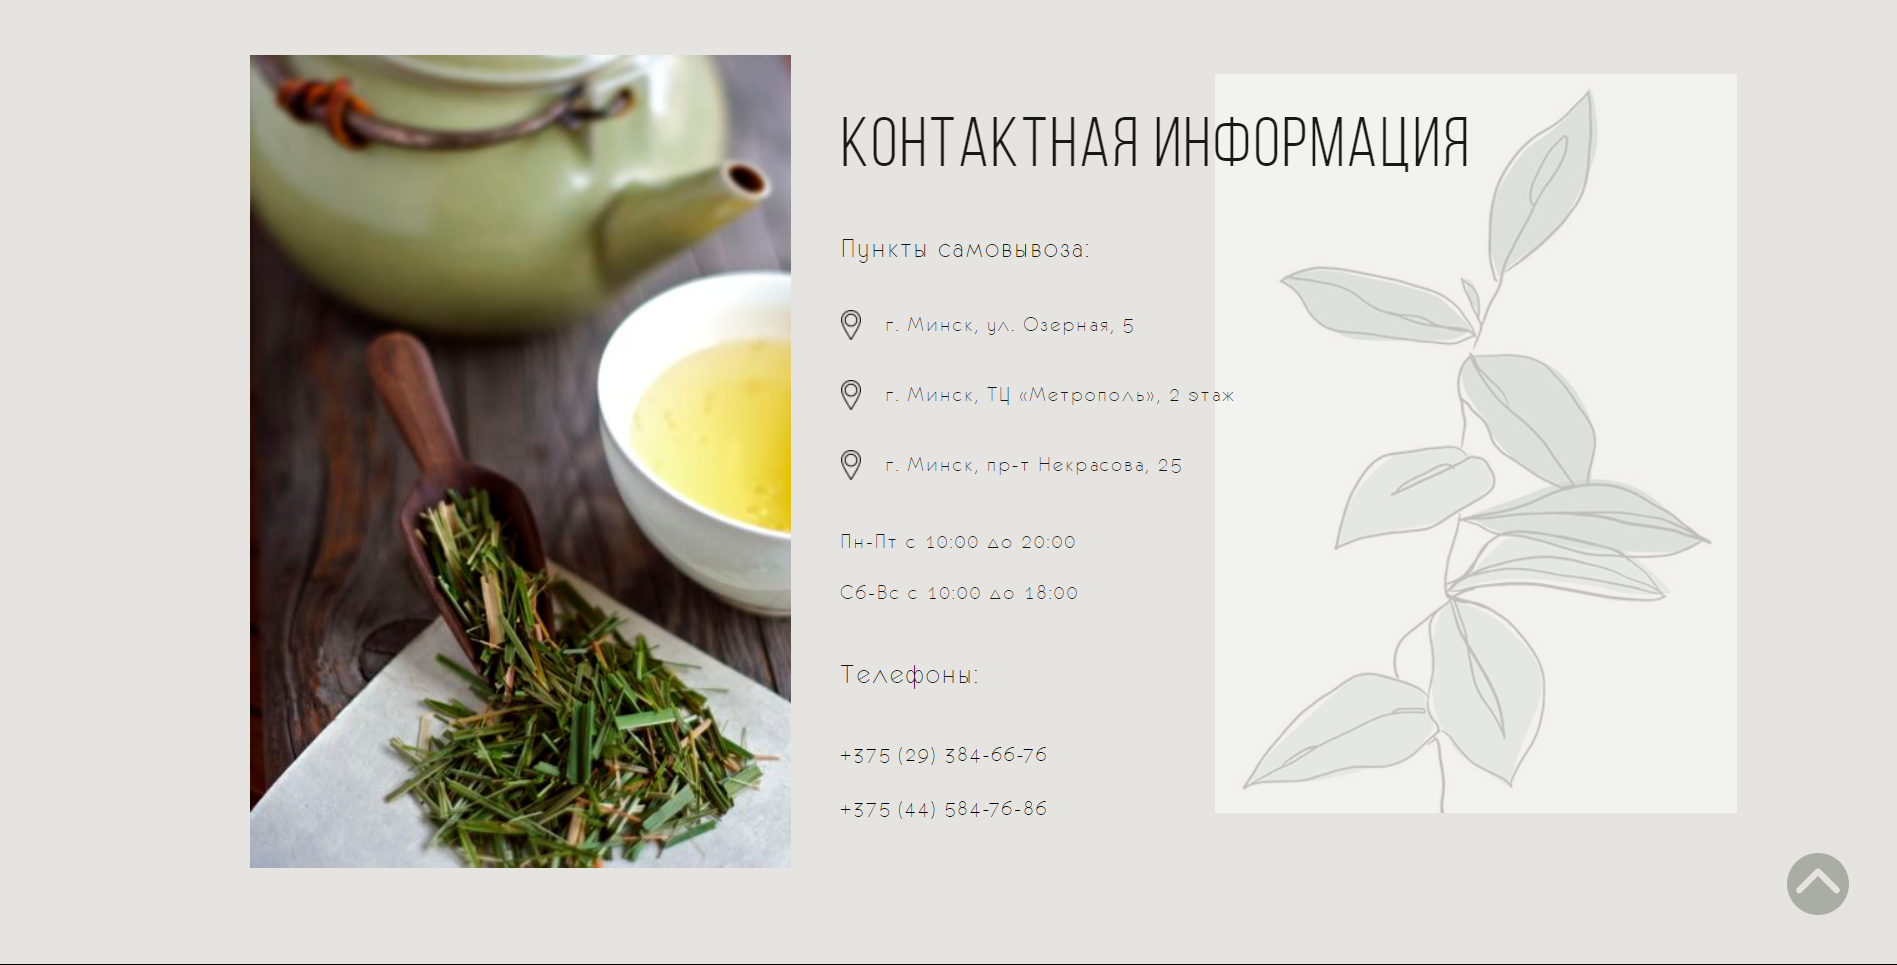 КОНТАКТНАЯ ИНФОРМАЦИЯ
Пункты самовывоза:
г. Минск, ул. Озерная, 5
г. Минск, ТЦ «Метрополь», 2 этаж
г. Минск, пр-т Некрасова, 25
Пн-Пт с 10:00 до 20:00
Сб-Вс с 10:00 до 18:00
Телефоны:
+375 (29) 384-66-76
+375 (44) 584-76-86